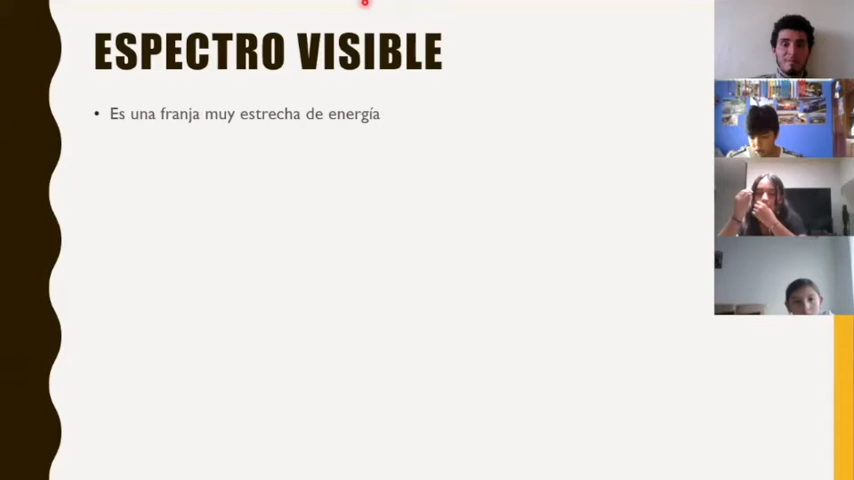 ESPECTRO VISIBLE
• Es una franja muy estrecha de energía